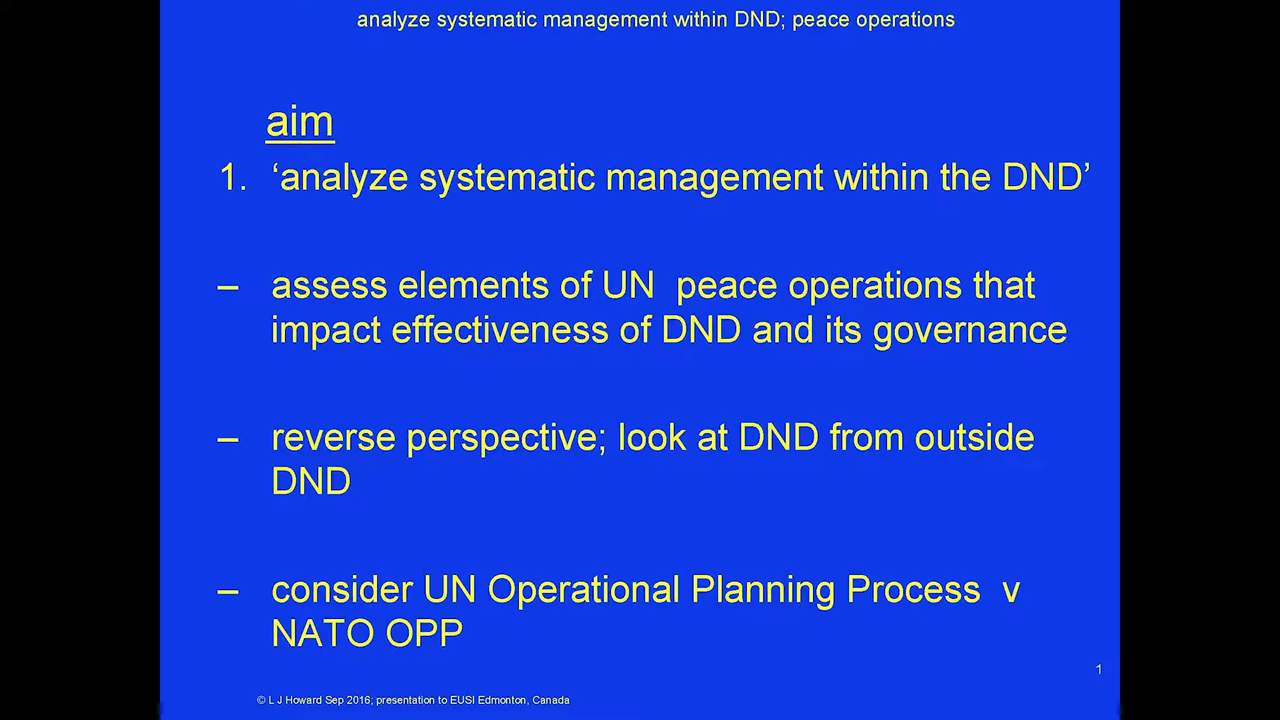 analyze systematic management within DND; peace operations
aim
1. ‘analyze systematic management within the DND’
– assess elements of UN peace operations that
impact effectiveness of DND and its governance
– reverse perspective; look at DND from outside
DND
– consider UN Operational Planning Process v
NATO OPP
1
© L J Howard Sep 2016; presentation to EUSI Edmonton, Canada